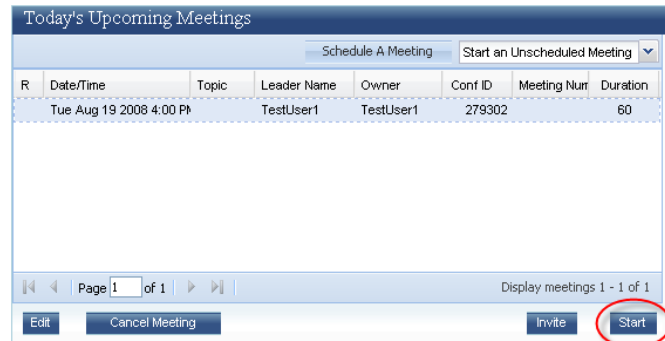 Today's Upcoming Meetings
Schedule A Meeting Start an Unscheduled Meeting
R Date/Time Topic Leader Name Owner Conf ID Meeting Num Duration
Tue Aug 19 2008 4:00 PM TestUser1 TestUser1 279302 60
Page 1 of 1 Display meetings 1 - 1 of 1
Edit Cancel Meeting Invite Start